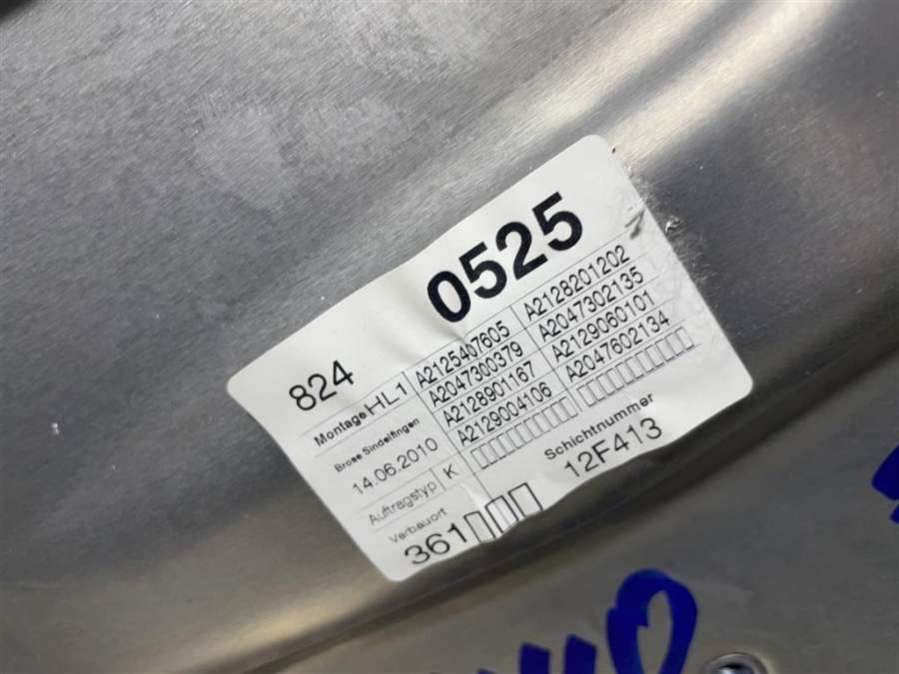 824 0525
Montage HL1 A2125407605 A2128201202
Brose Sindelfingen A2047300379 A2047302135
14.06.2010 A2128901167 A2129060101
Auftragstyp K A2129004106 A2047602134
Verbauort Schichtnummer
361 12F413